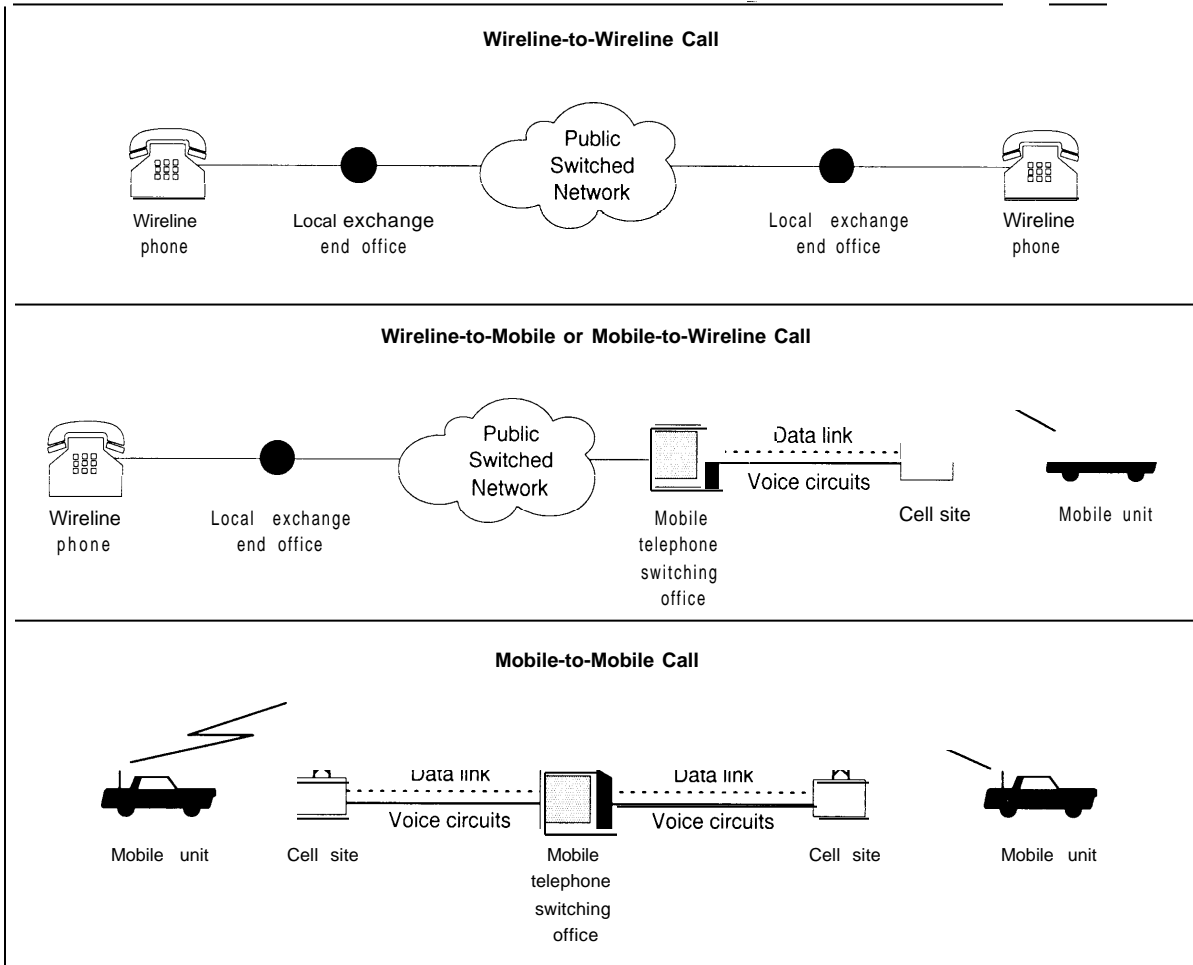 Wireline-to-Wireline Call
Public
Switched
Network
Wireline
phone
Local exchange
end office
Local exchange
end office
Wireline
phone
Wireline-to-Mobile or Mobile-to-Wireline Call
Public
Switched
Network
Data link
Voice circuits
Wireline
phone
Local exchange
end office
Mobile
telephone
switching
office
Cell site
Mobile unit
Mobile-to-Mobile Call
Data link
Data link
Voice circuits
Voice circuits
Mobile unit
Cell site
Mobile
telephone
switching
office
Cell site
Mobile unit